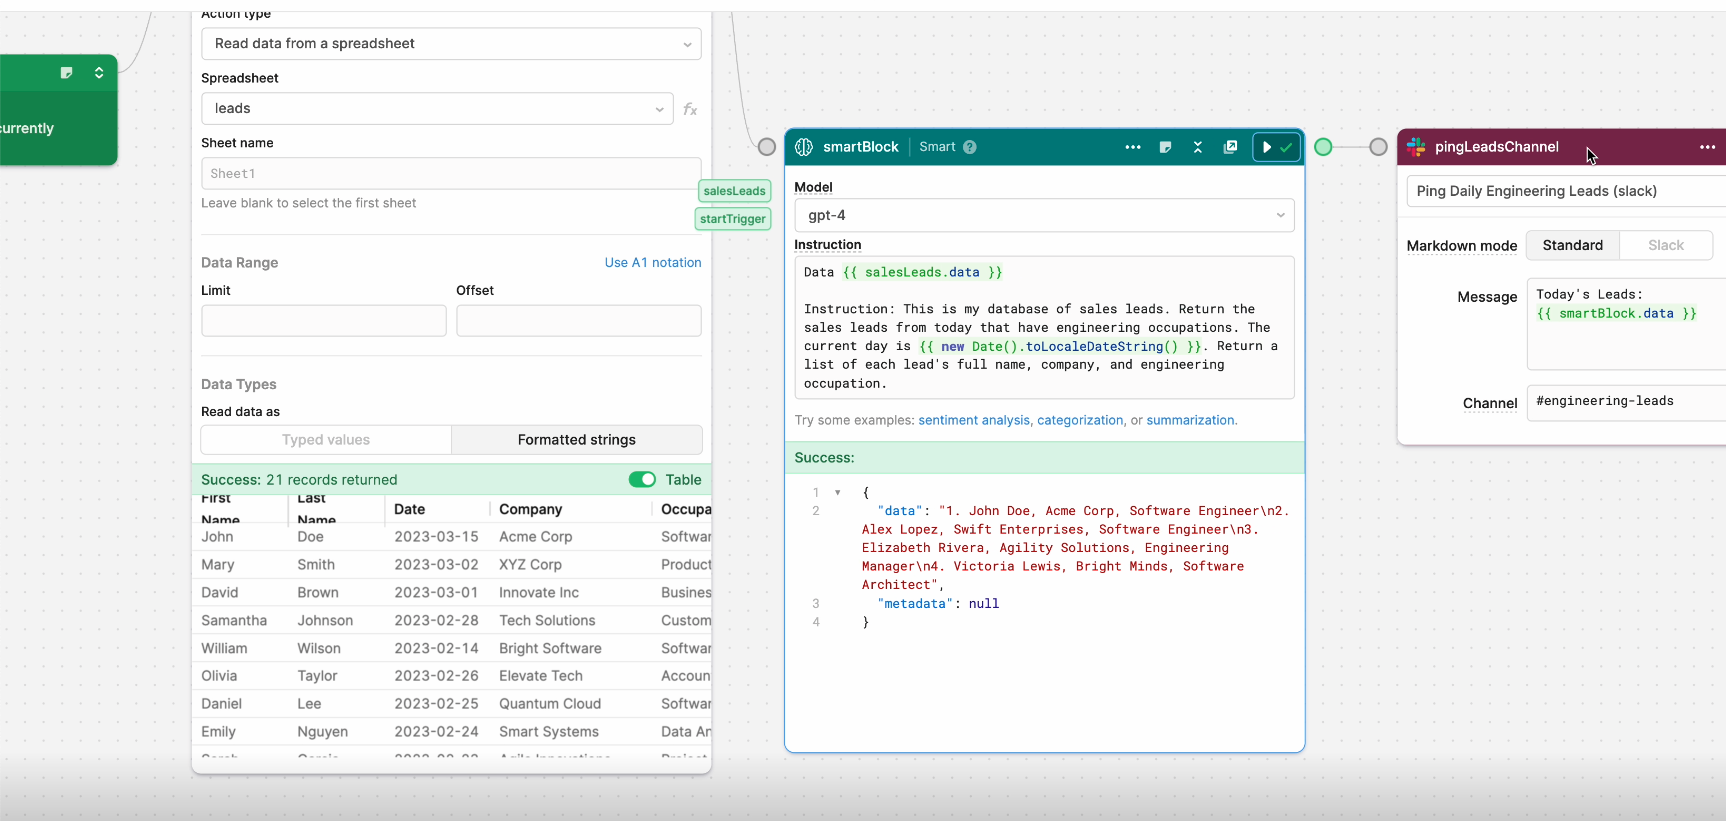 Action type
Read data from a spreadsheet
Spreadsheet
leads
fx
currently
Sheet name
Sheet1
Leave blank to select the first sheet
salesLeads
startTrigger
Data Range
Use A1 notation
Limit
Offset
Data Types
Read data as
Typed values
Formatted strings
Success: 21 records returned
Table
First Name Last Name Date Company Occupa
John Doe 2023-03-15 Acme Corp Softwar
Mary Smith 2023-03-02 XYZ Corp Product
David Brown 2023-03-01 Innovate Inc Busines
Samantha Johnson 2023-02-28 Tech Solutions Custom
William Wilson 2023-02-14 Bright Software Softwar
Olivia Taylor 2023-02-26 Elevate Tech Accoun
Daniel Lee 2023-02-25 Quantum Cloud Softwar
Emily Nguyen 2023-02-24 Smart Systems Data An
smartBlock
Smart
Model
gpt-4
Instruction
Data {{ salesLeads.data }}
Instruction: This is my database of sales leads. Return the
sales leads from today that have engineering occupations. The
current day is {{ new Date().toLocaleDateString() }}. Return a
list of each lead's full name, company, and engineering
occupation.
Try some examples: sentiment analysis, categorization, or summarization.
Success:
1 {
2 "data": "1. John Doe, Acme Corp, Software Engineer\n2.
Alex Lopez, Swift Enterprises, Software Engineer\n3.
Elizabeth Rivera, Agility Solutions, Engineering
Manager\n4. Victoria Lewis, Bright Minds, Software
Architect",
3 "metadata": null
4 }
pingLeadsChannel
Ping Daily Engineering Leads (slack)
Markdown mode
Standard
Slack
Message
Today's Leads:
{{ smartBlock.data }}
Channel
#engineering-leads